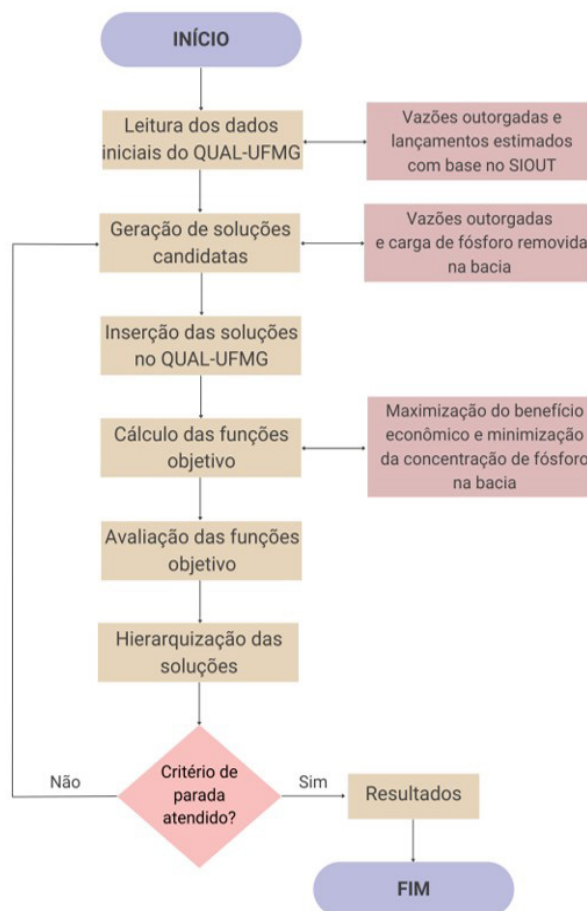 INÍCIO
Leitura dos dados
iniciais do QUAL-UFMG
Vazões outorgadas e
lançamentos estimados
com base no SIOUT
Geração de soluções
candidatas
Vazões outorgadas
e carga de fósforo removida
na bacia
Inserção das soluções
no QUAL-UFMG
Cálculo das funções
objetivo
Maximização do benefício
econômico e minimização
da concentração de fósforo
na bacia
Avaliação das funções
objetivo
Hierarquização das
soluções
Não
Critério de
parada
atendido?
Sim
Resultados
FIM